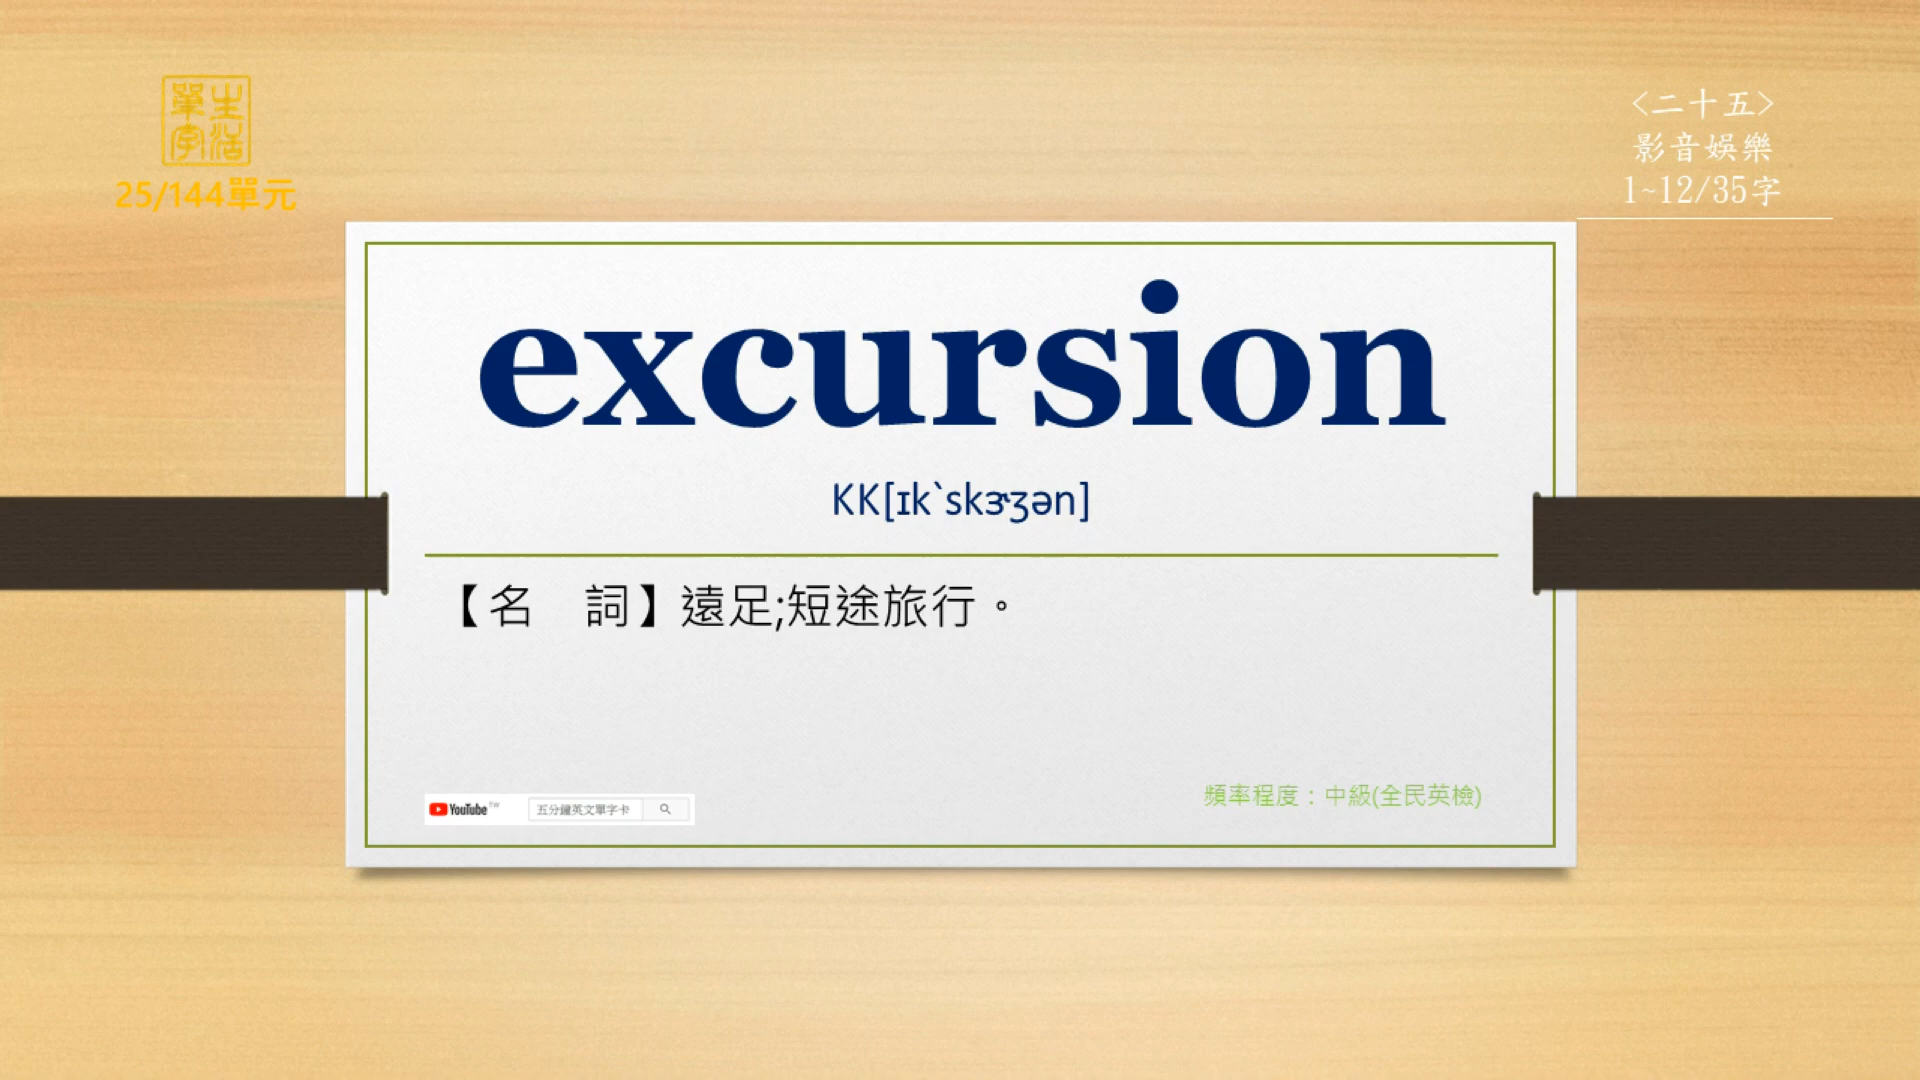 生活
單字
25/144單元
<二十五>
影音娛樂
1~12/35字
excursion
KK[ɪk`skɝʒən]
【名　詞】遠足;短途旅行。
YouTube TW
五分鐘英文單字卡
頻率程度：中級(全民英檢)